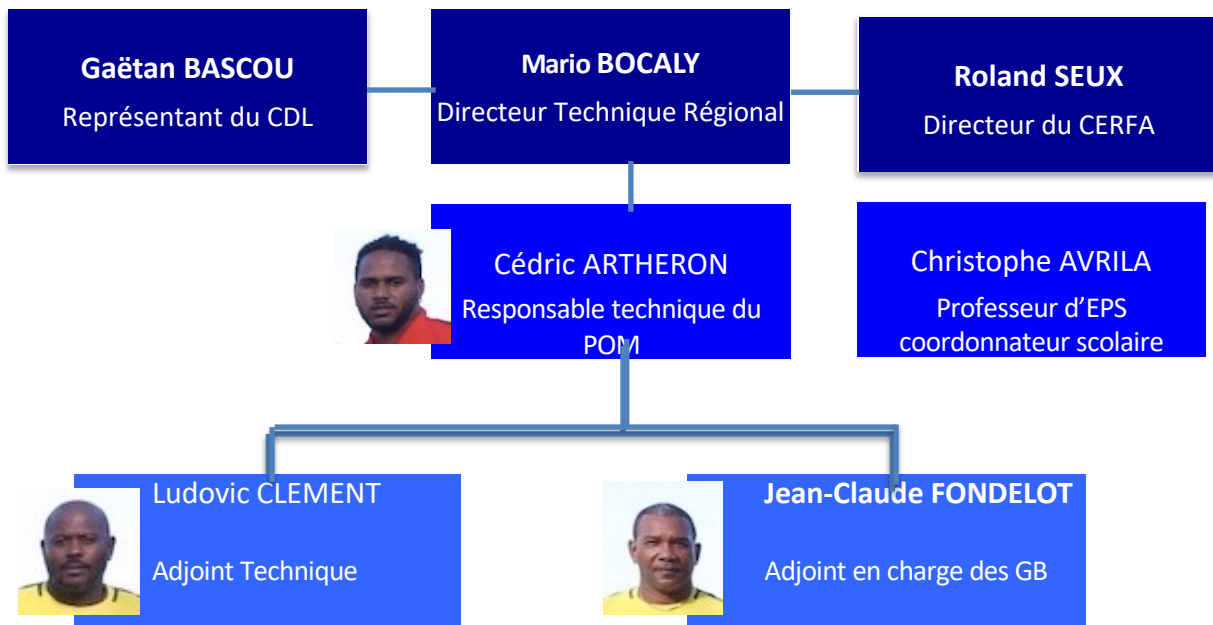 Gaëtan BASCOU
Représentant du CDL
Mario BOCALY
Directeur Technique Régional
Roland SEUX
Directeur du CERFA
Cédric ARTHERON
Responsable technique du
POM
Christophe AVRILA
Professeur d’EPS
coordonnateur scolaire
Ludovic CLEMENT
Adjoint Technique
Jean-Claude FONDELOT
Adjoint en charge des GB